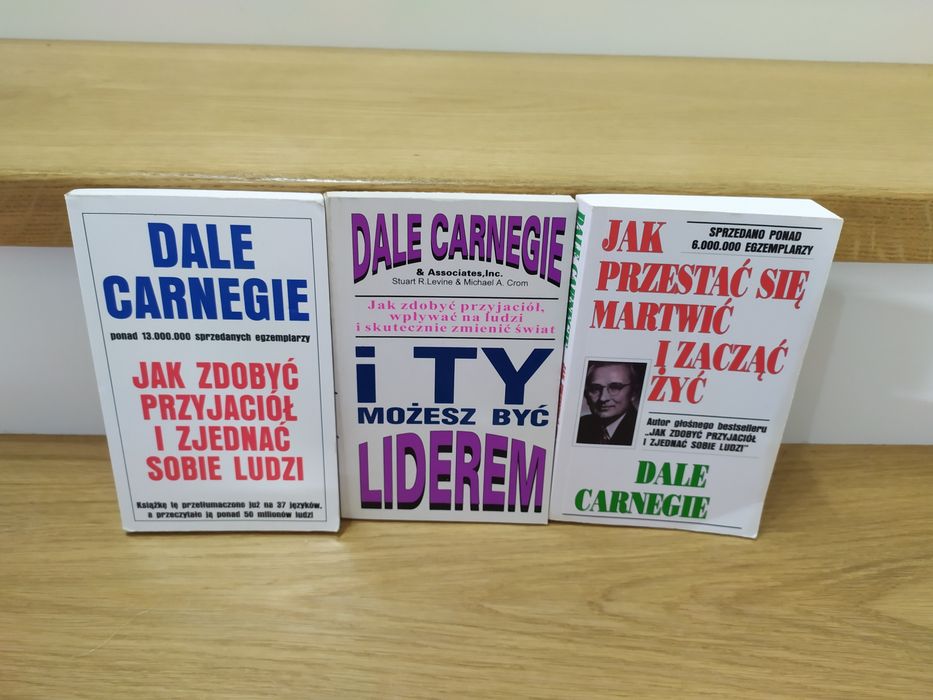 DALE
CARNEGIE
ponad 13.000.000 sprzedanych egzemplarzy
JAK ZDOBYĆ
PRZYJACIÓŁ
I ZJEDNAĆ
SOBIE LUDZI
Książkę tę przetłumaczono już na 37 języków,
a przeczytało ją ponad 50 milionów ludzi
DALE CARNEGIE
& Associates,Inc.
Stuart R.Levine & Michael A. Crom
Jak zdobyć przyjaciół,
wpływać na ludzi
i skutecznie zmienić świat
i TY
MOŻESZ BYĆ
LIDEREM
DALE CARNEGIE
JAK
SPRZEDANO PONAD
6.000.000 EGZEMPLARZY
PRZESTAĆ SIĘ
MARTWIĆ
I ZACZĄĆ
ŻYĆ
Autor głośnego bestselleru
„JAK ZDOBYĆ PRZYJACIÓŁ
I ZJEDNAĆ SOBIE LUDZI"
DALE
CARNEGIE